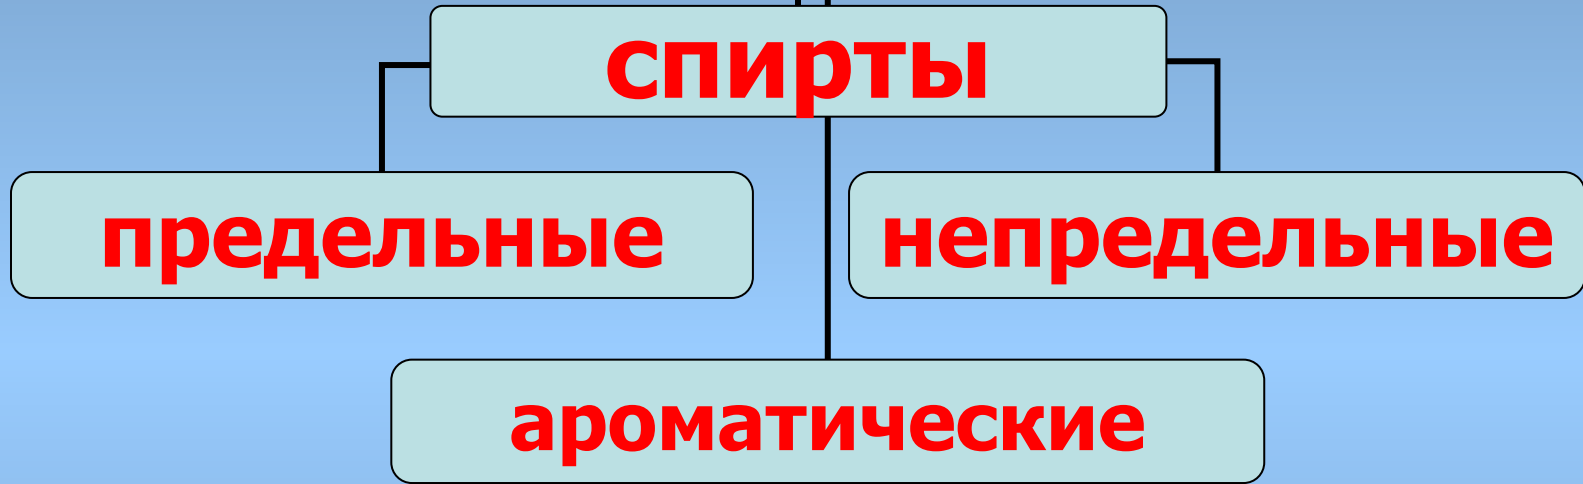 спирты
предельные
непредельные
ароматические